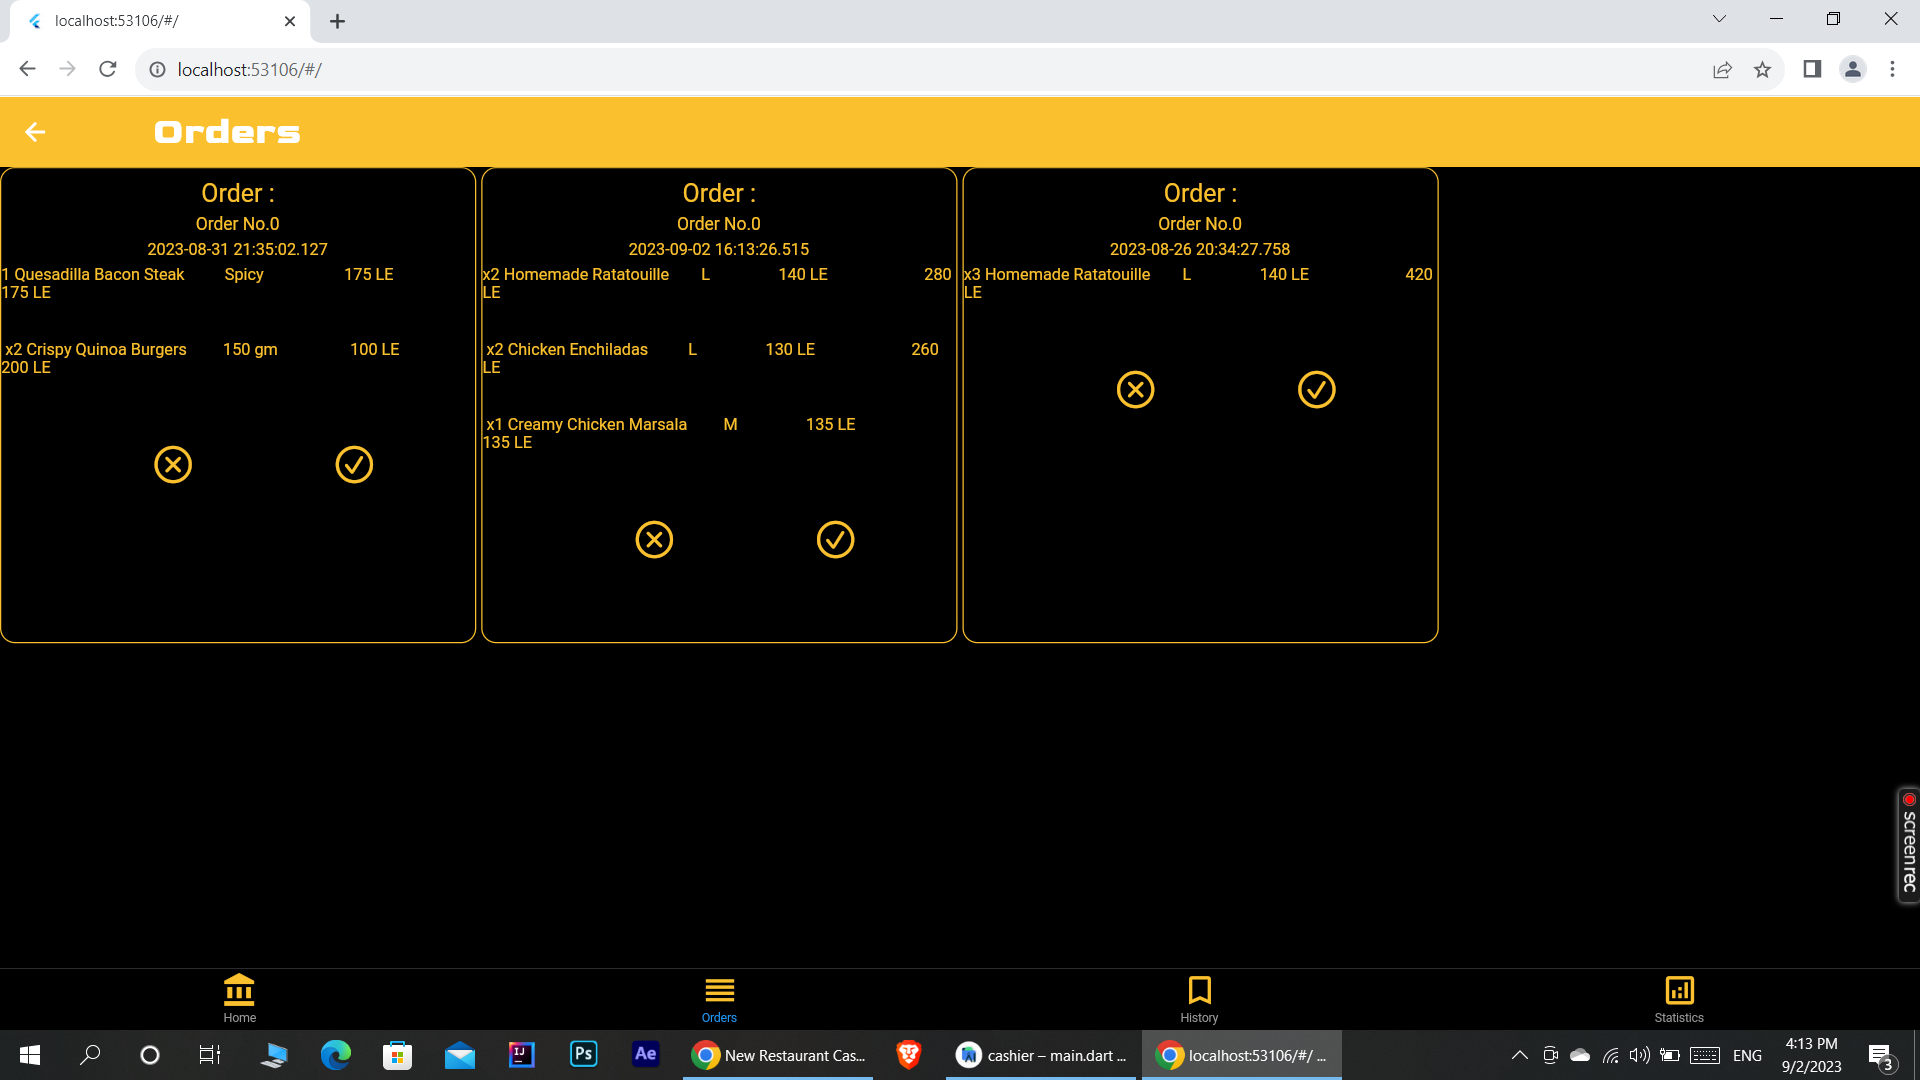 localhost:53106/#/
localhost:53106/#/
Orders
Order :
Order No.0
2023-08-31 21:35:02.127
1 Quesadilla Bacon Steak Spicy 175 LE
175 LE
x2 Crispy Quinoa Burgers 150 gm 100 LE
200 LE
Order :
Order No.0
2023-09-02 16:13:26.515
x2 Homemade Ratatouille L 140 LE 280
LE
x2 Chicken Enchiladas L 130 LE 260
LE
x1 Creamy Chicken Marsala M 135 LE
135 LE
Order :
Order No.0
2023-08-26 20:34:27.758
x3 Homemade Ratatouille L 140 LE 420
LE
screenrec
Home
Orders
History
Statistics
IJ
Ps
Ae
New Restaurant Cas...
cashier – main.dart ...
localhost:53106/#/ ...
ENG
4:13 PM
9/2/2023
3